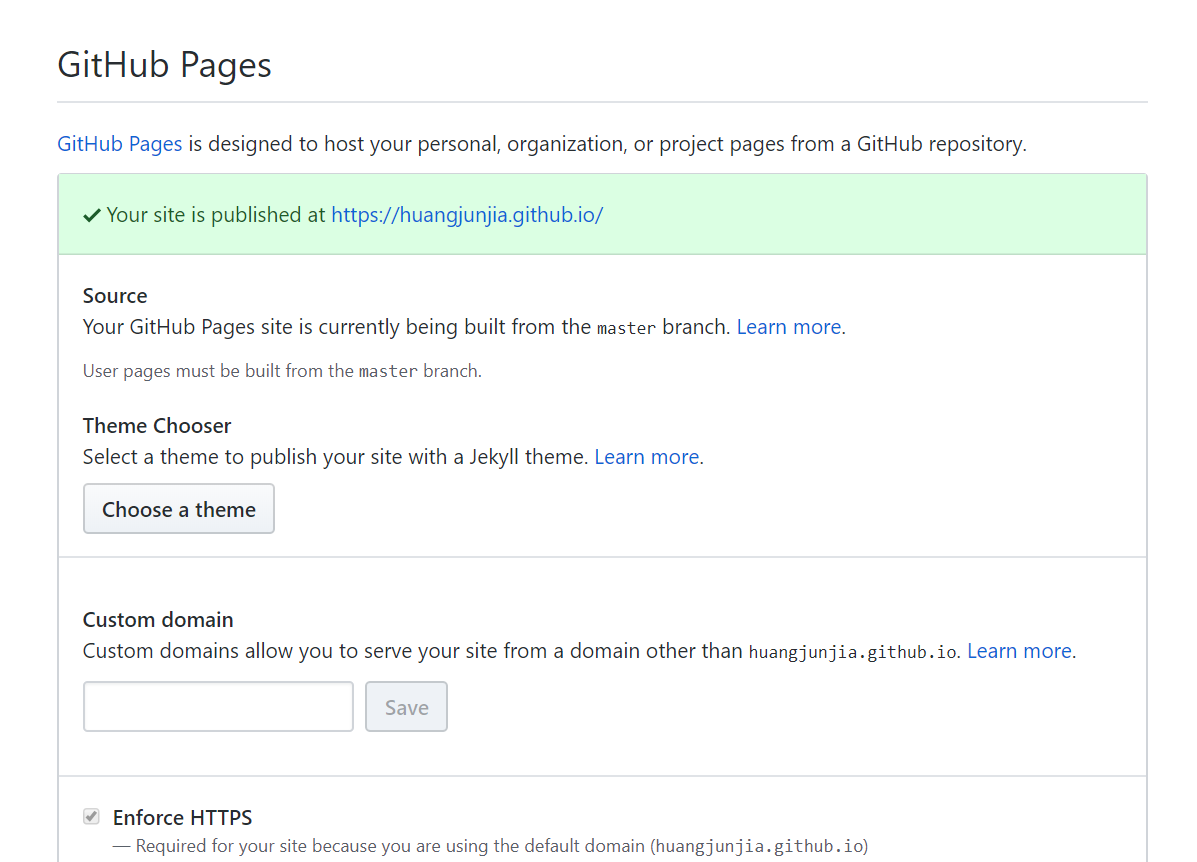 GitHub Pages
GitHub Pages is designed to host your personal, organization, or project pages from a GitHub repository.
Your site is published at https://huangjunjia.github.io/
Source
Your GitHub Pages site is currently being built from the master branch. Learn more.
User pages must be built from the master branch.
Theme Chooser
Select a theme to publish your site with a Jekyll theme. Learn more.
Choose a theme
Custom domain
Custom domains allow you to serve your site from a domain other than huangjunjia.github.io. Learn more.
Save
Enforce HTTPS
— Required for your site because you are using the default domain (huangjunjia.github.io)